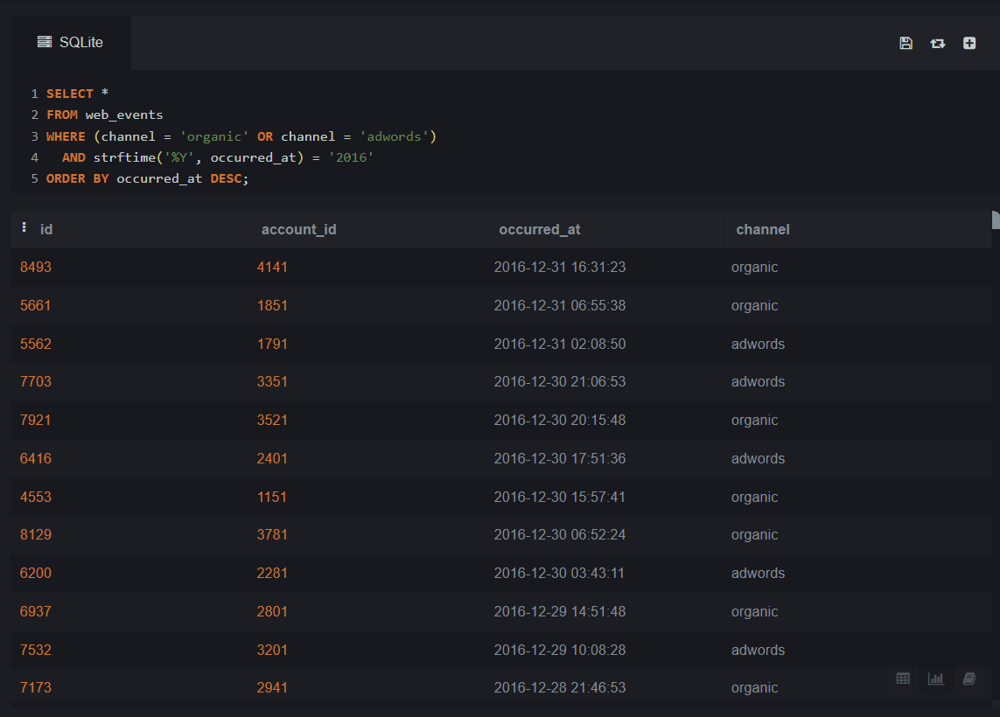 SQLite
1 SELECT *
2 FROM web_events
3 WHERE (channel = 'organic' OR channel = 'adwords')
4   AND strftime('%Y', occurred_at) = '2016'
5 ORDER BY occurred_at DESC;
id account_id occurred_at channel
8493 4141 2016-12-31 16:31:23 organic
5661 1851 2016-12-31 06:55:38 organic
5562 1791 2016-12-31 02:08:50 adwords
7703 3351 2016-12-30 21:06:53 adwords
7921 3521 2016-12-30 20:15:48 organic
6416 2401 2016-12-30 17:51:36 adwords
4553 1151 2016-12-30 15:57:41 organic
8129 3781 2016-12-30 06:52:24 organic
6200 2281 2016-12-30 03:43:11 adwords
6937 2801 2016-12-29 14:51:48 organic
7532 3201 2016-12-29 10:08:28 adwords
7173 2941 2016-12-28 21:46:53 organic